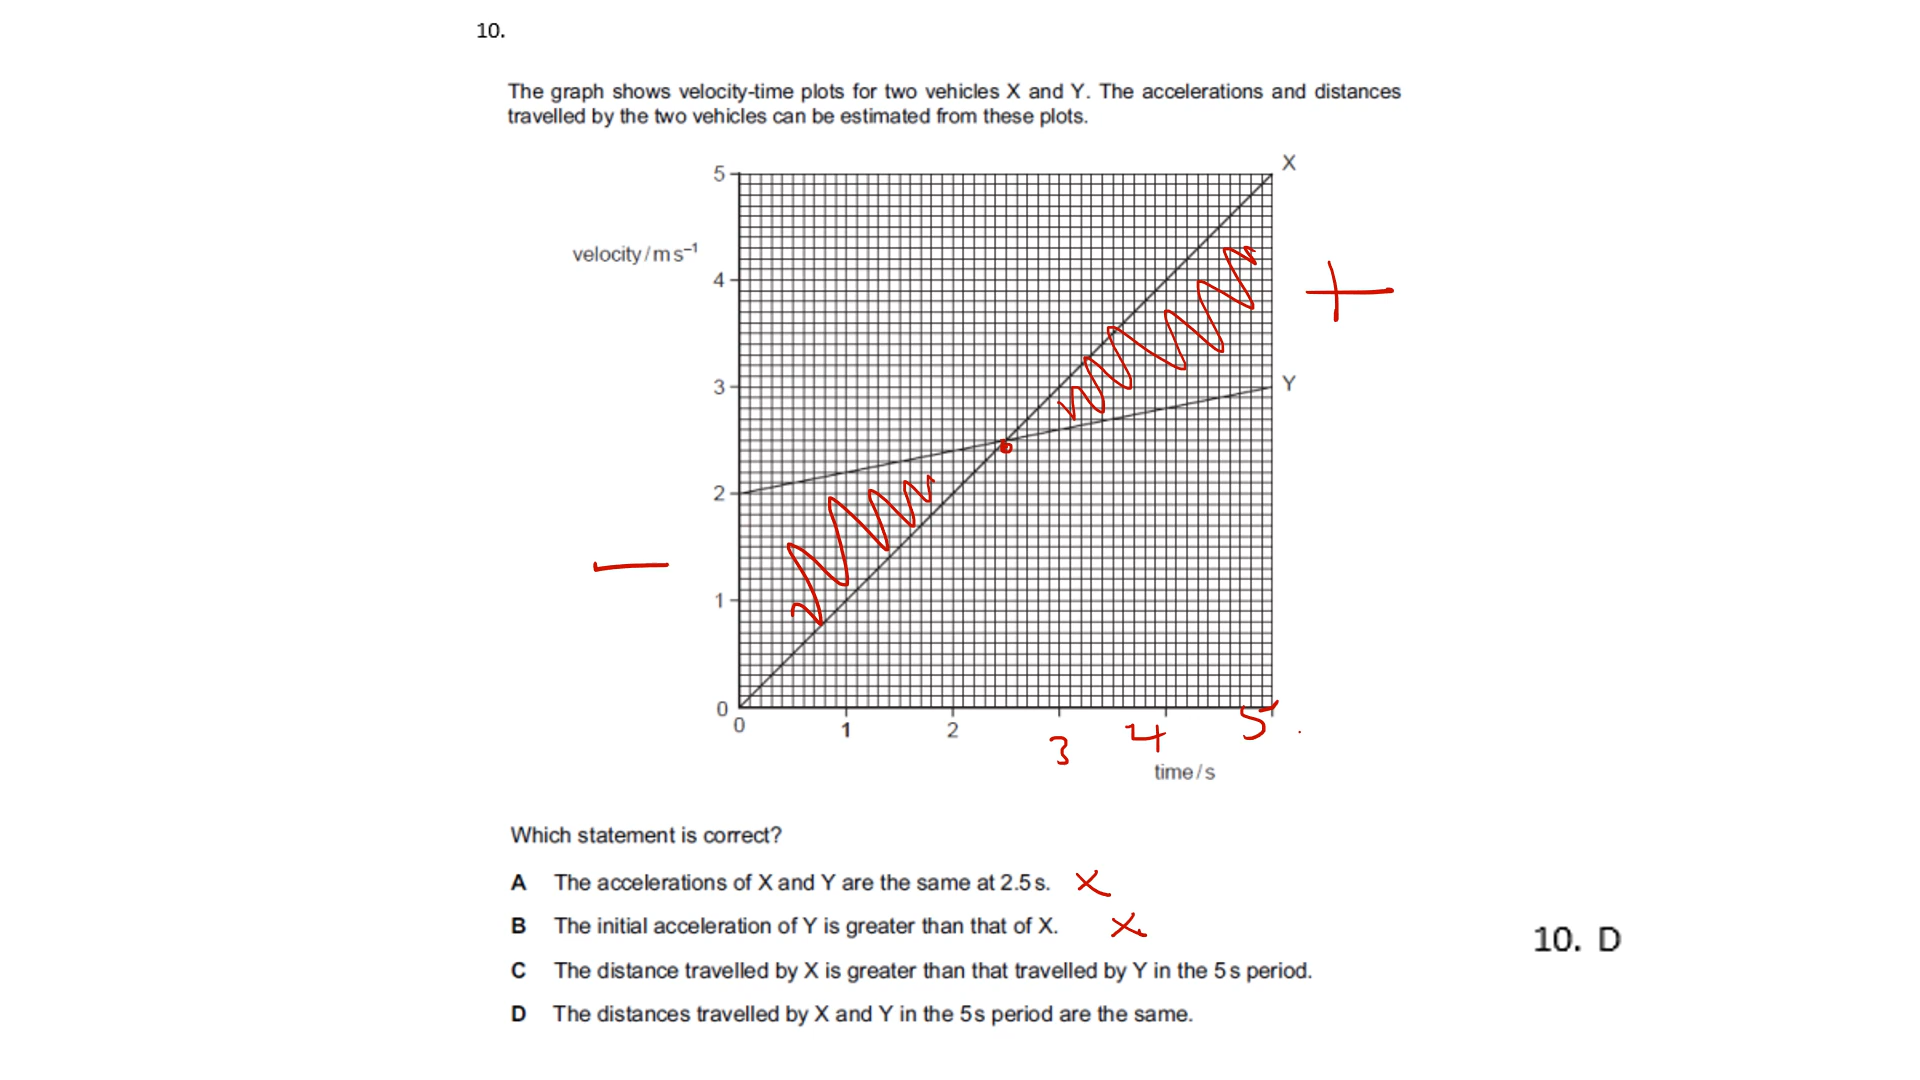 10.
The graph shows velocity-time plots for two vehicles X and Y. The accelerations and distances
travelled by the two vehicles can be estimated from these plots.
X
5
velocity/m s⁻¹
4
+
3
Y
2
−
1
0
0
1
2
3
4
5
time/s
Which statement is correct?
A The accelerations of X and Y are the same at 2.5 s. ×
B The initial acceleration of Y is greater than that of X. ×
10. D
C The distance travelled by X is greater than that travelled by Y in the 5 s period.
D The distances travelled by X and Y in the 5 s period are the same.